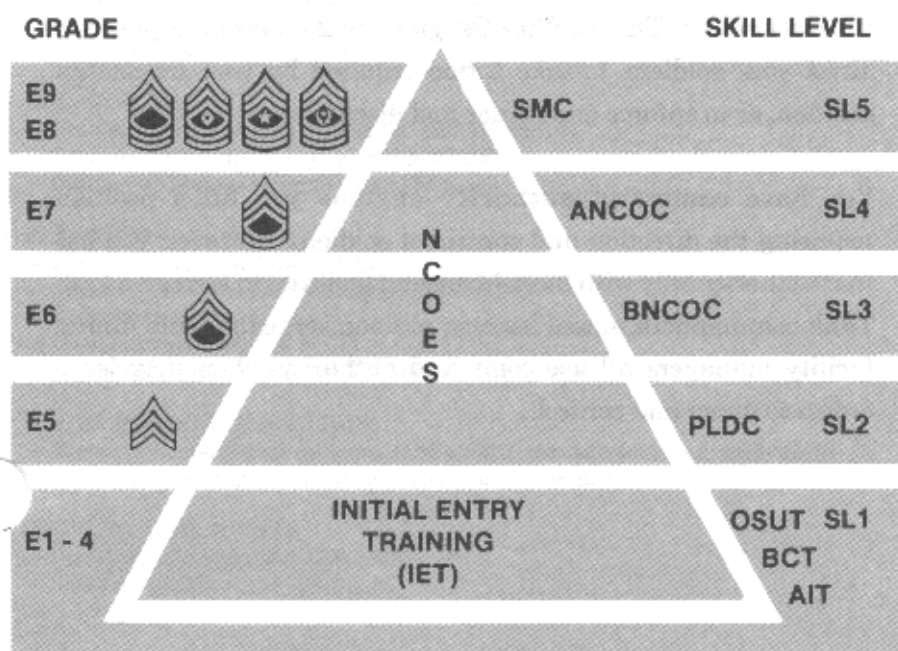 GRADE SKILL LEVEL
E9 SMC SL5
E8
E7 ANCOC SL4
N
C
O
E
S
E6 BNCOC SL3
E5 PLDC SL2
E1 - 4
INITIAL ENTRY
TRAINING
(IET)
OSUT SL1
BCT
AIT